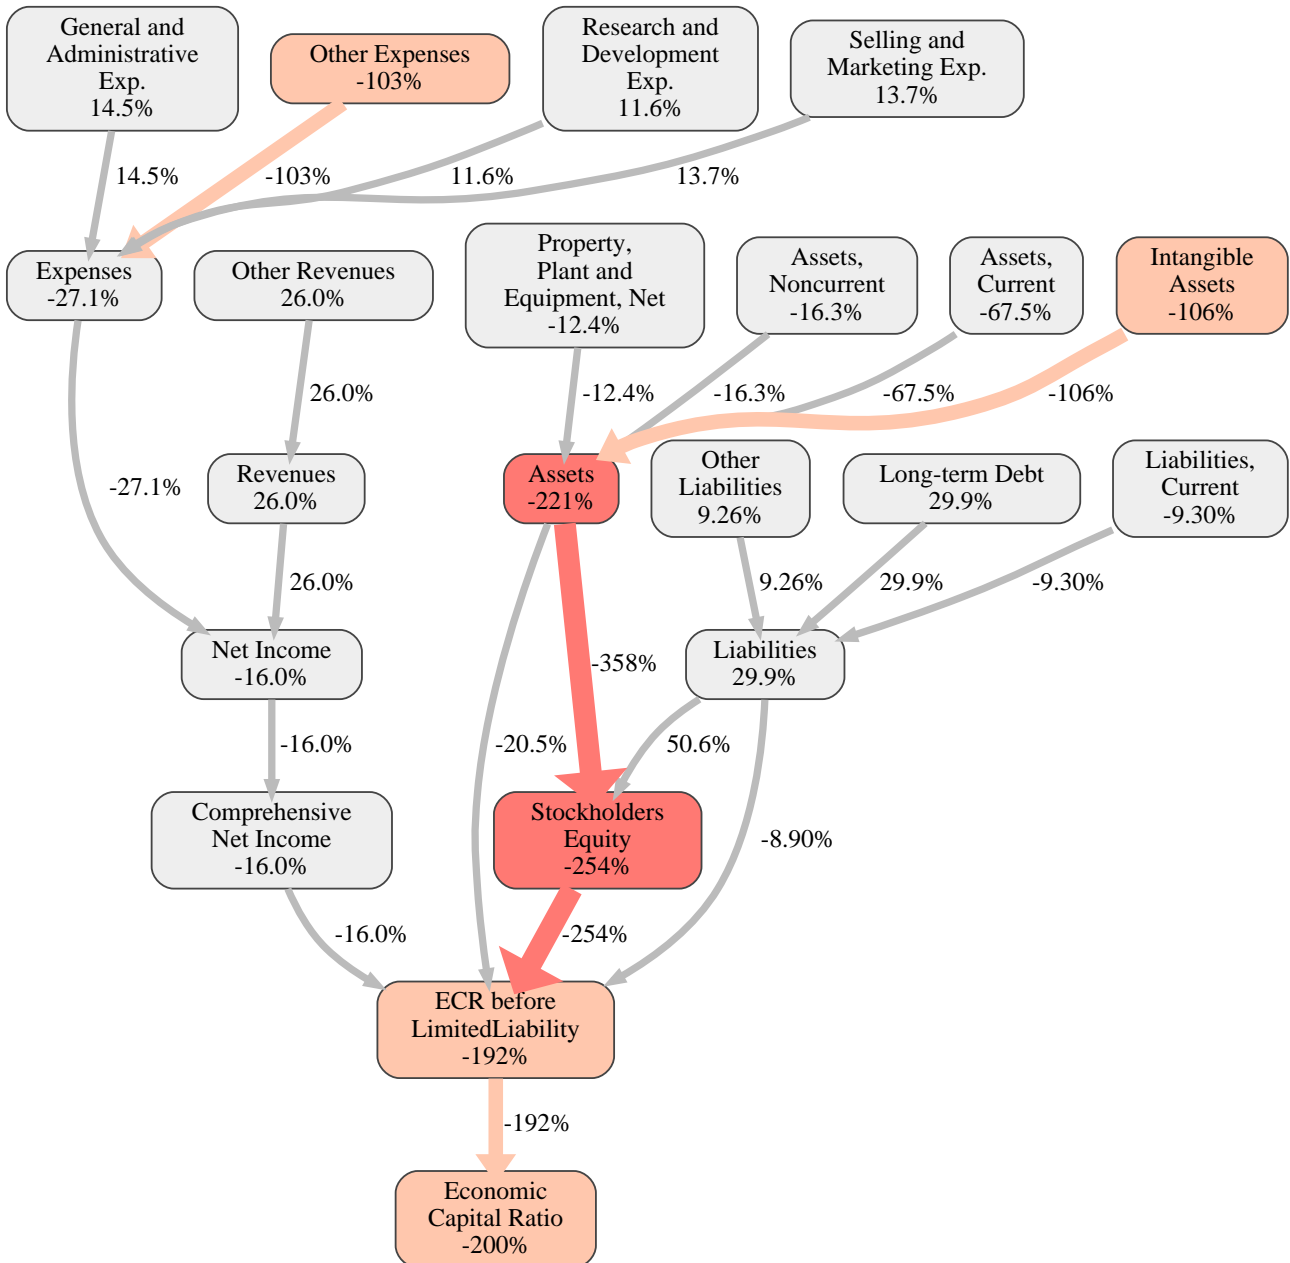 General and
Administrative
Exp.
14.5%
Other Expenses
-103%
Research and
Development
Exp.
11.6%
Selling and
Marketing Exp.
13.7%
14.5%
-103%
11.6%
13.7%
Expenses
-27.1%
Other Revenues
26.0%
Property,
Plant and
Equipment, Net
-12.4%
Assets,
Noncurrent
-16.3%
Assets,
Current
-67.5%
Intangible
Assets
-106%
26.0%
-12.4%
-16.3%
-67.5%
-106%
-27.1%
Revenues
26.0%
Assets
-221%
Other
Liabilities
9.26%
Long-term Debt
29.9%
Liabilities,
Current
-9.30%
26.0%
9.26%
29.9%
-9.30%
Net Income
-16.0%
-358%
Liabilities
29.9%
-16.0%
-20.5%
50.6%
Comprehensive
Net Income
-16.0%
Stockholders
Equity
-254%
-8.90%
-16.0%
-254%
ECR before
LimitedLiability
-192%
-192%
Economic
Capital Ratio
-200%